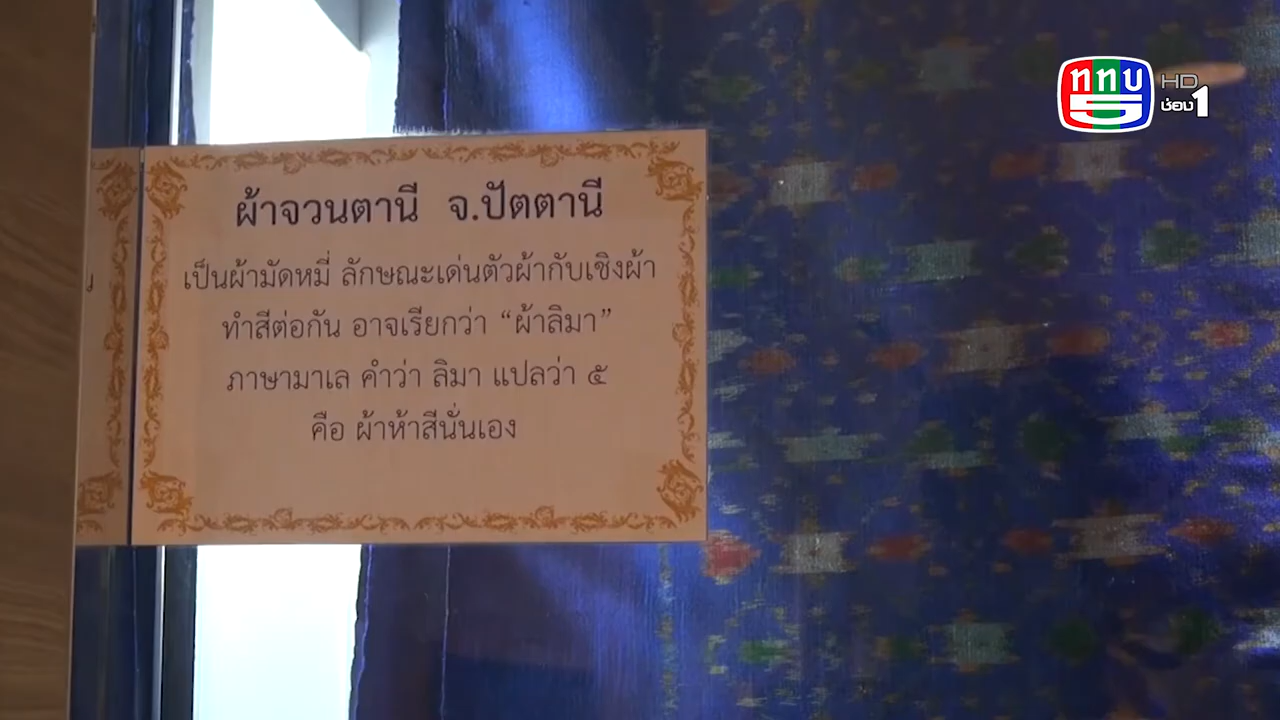 ททบ
5
HD
ช่อง1
ผ้าจวนตานี จ.ปัตตานี
เป็นผ้ามัดหมี่ ลักษณะเด่นตัวผ้ากับเชิงผ้า
ทำสีต่อกัน อาจเรียกว่า “ผ้าลิมา”
ภาษามาเล คำว่า ลิมา แปลว่า ๕
คือ ผ้าห้าสีนั่นเอง